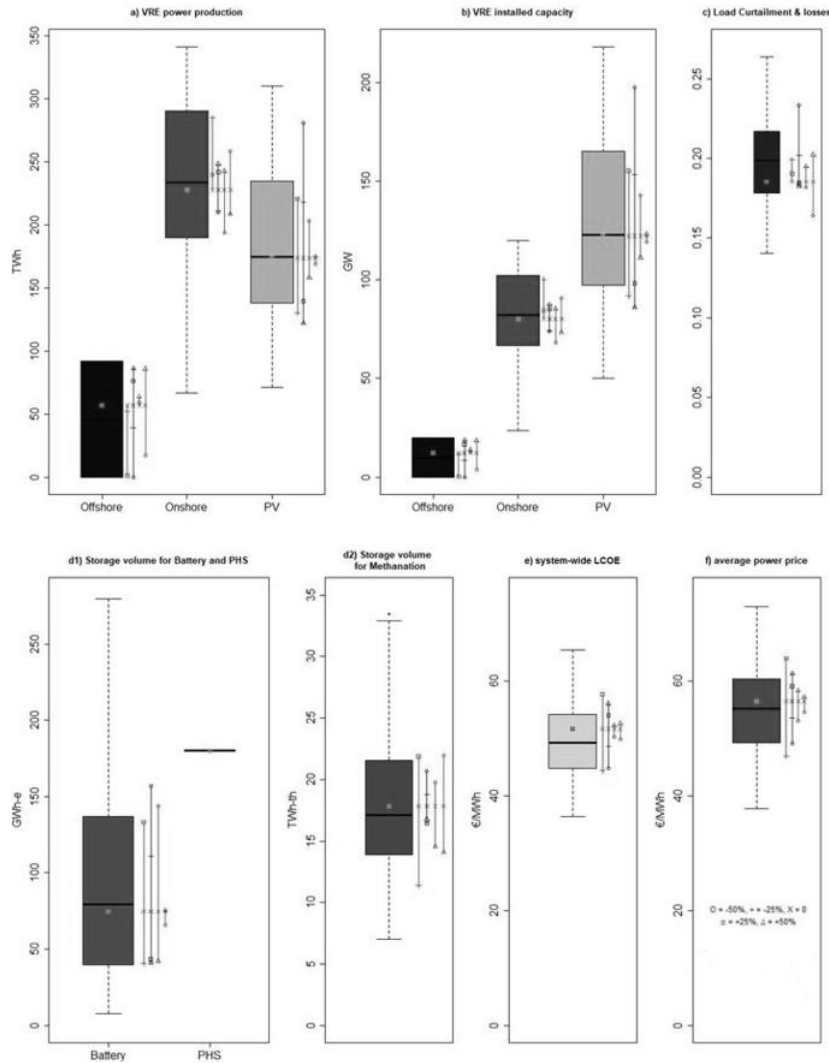 a) VRE power production
b) VRE installed capacity
c) Load Curtailment & losses
TWh
350
300
250
200
150
100
50
0
Offshore
Onshore
PV
GW
200
150
100
50
0
Offshore
Onshore
PV
0.25
0.20
0.15
0.10
0.05
0.00
d1) Storage volume for Battery and PHS
d2) Storage volume
for Methanation
e) system-wide LCOE
f) average power price
GWh-e
250
200
150
100
50
0
Battery
PHS
TWh-th
35
30
25
20
15
10
5
0
€/MWh
60
40
20
0
€/MWh
60
40
20
0
O = -50%, + = -25%, X = 0
¤ = +25%, △ = +50%